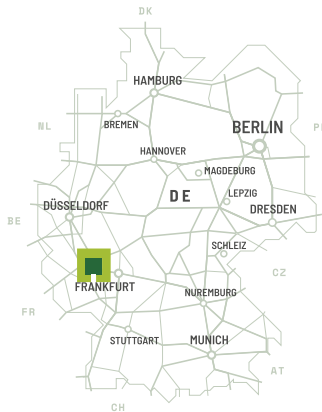 DK
HAMBURG
BREMEN
NL
BERLIN
HANNOVER
MAGDEBURG
LEPZIG
DE
DÜSSELDORF
DRESDEN
BE
SCHLEIZ
CZ
FRANKFURT
NUREMBURG
FR
STUTTGART
MUNICH
AT
CH